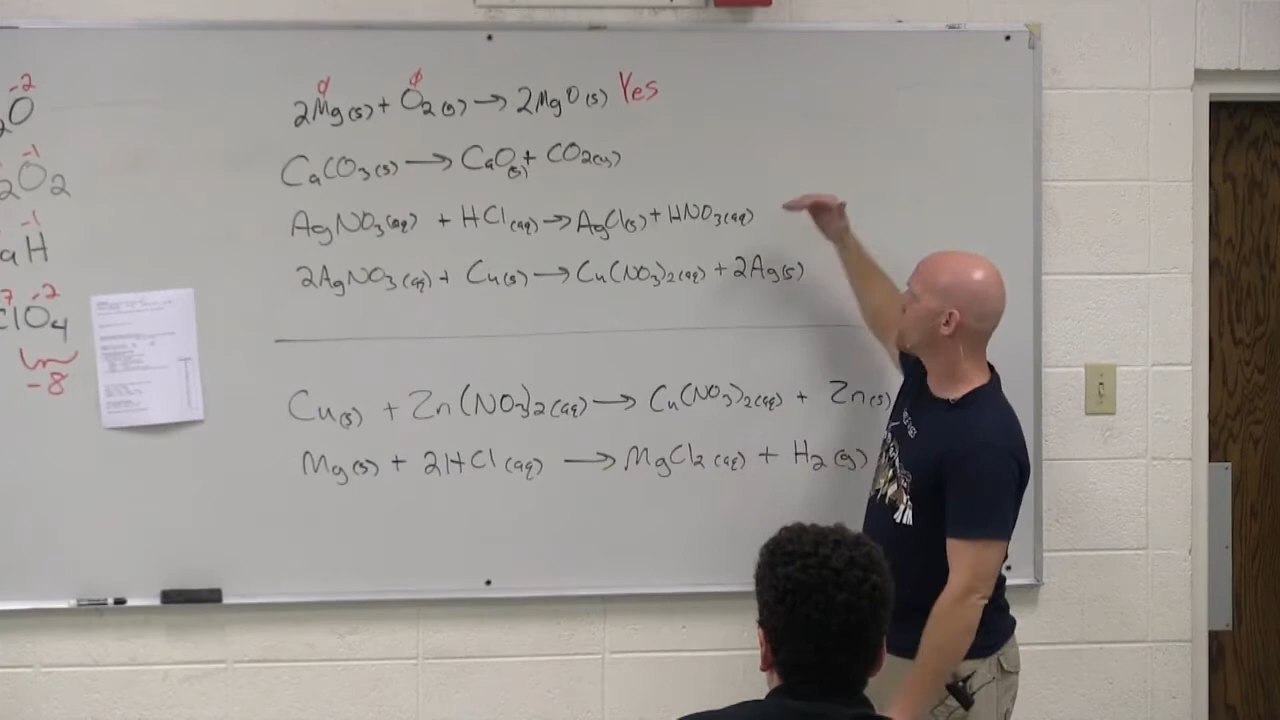 -2
2O
-1
2O2
-1
aH
7 -2
ClO4
-8
∅ ∅
2Mg(s) + O2(g) → 2MgO(s) Yes
CaCO3(s) → CaO(s) + CO2(g)
AgNO3(aq) + HCl(aq) → AgCl(s) + HNO3(aq)
2AgNO3(aq) + Cu(s) → Cu(NO3)2(aq) + 2Ag(s)
Cu(s) + Zn(NO3)2(aq) → Cu(NO3)2(aq) + Zn(s)
Mg(s) + 2HCl(aq) → MgCl2(aq) + H2(g)